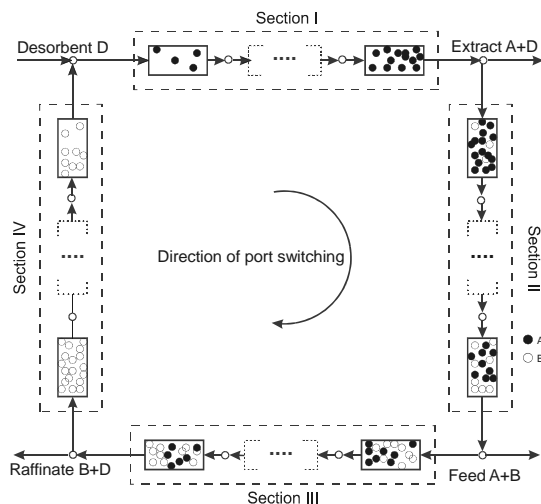 Section I
Desorbent D
Extract A+D
Section IV
Direction of port switching
Section II
A
Raffinate B+D
Feed A+B
Section III